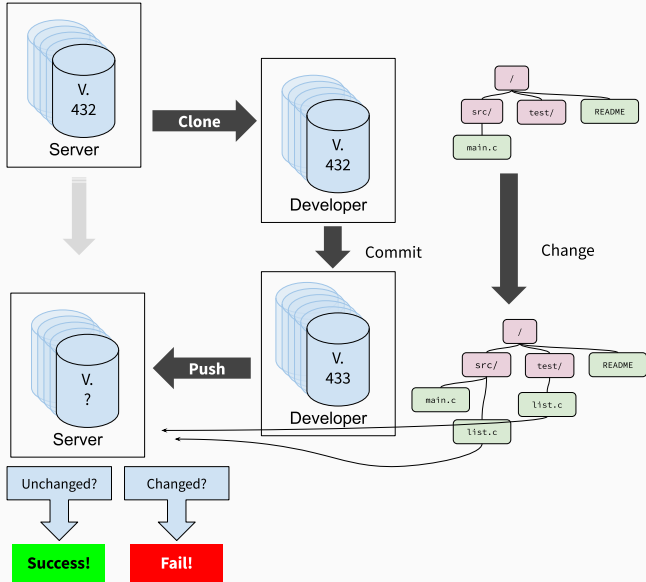 V.
432
Server
Clone
V.
432
Developer
/
src/
test/
README
main.c
Commit
Change
V.
?
Server
Push
V.
433
Developer
/
src/
test/
README
main.c
list.c
list.c
Unchanged?
Changed?
Success!
Fail!